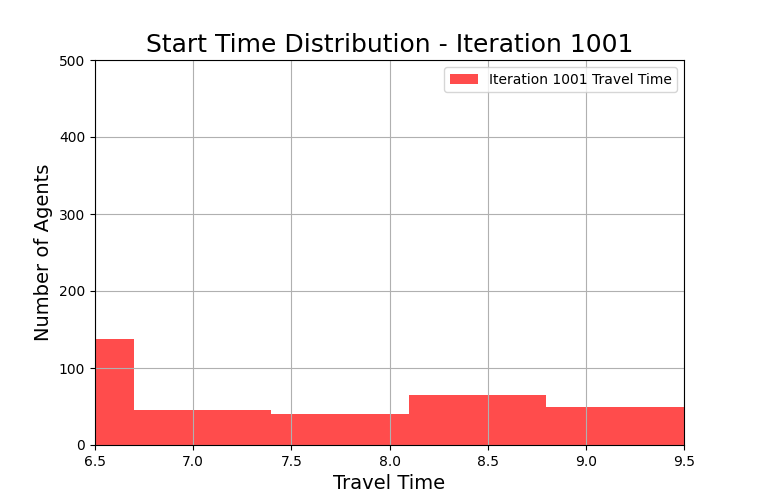 Start Time Distribution - Iteration 1001
Iteration 1001 Travel Time
Number of Agents
500
400
300
200
100
0
6.5 7.0 7.5 8.0 8.5 9.0 9.5
Travel Time